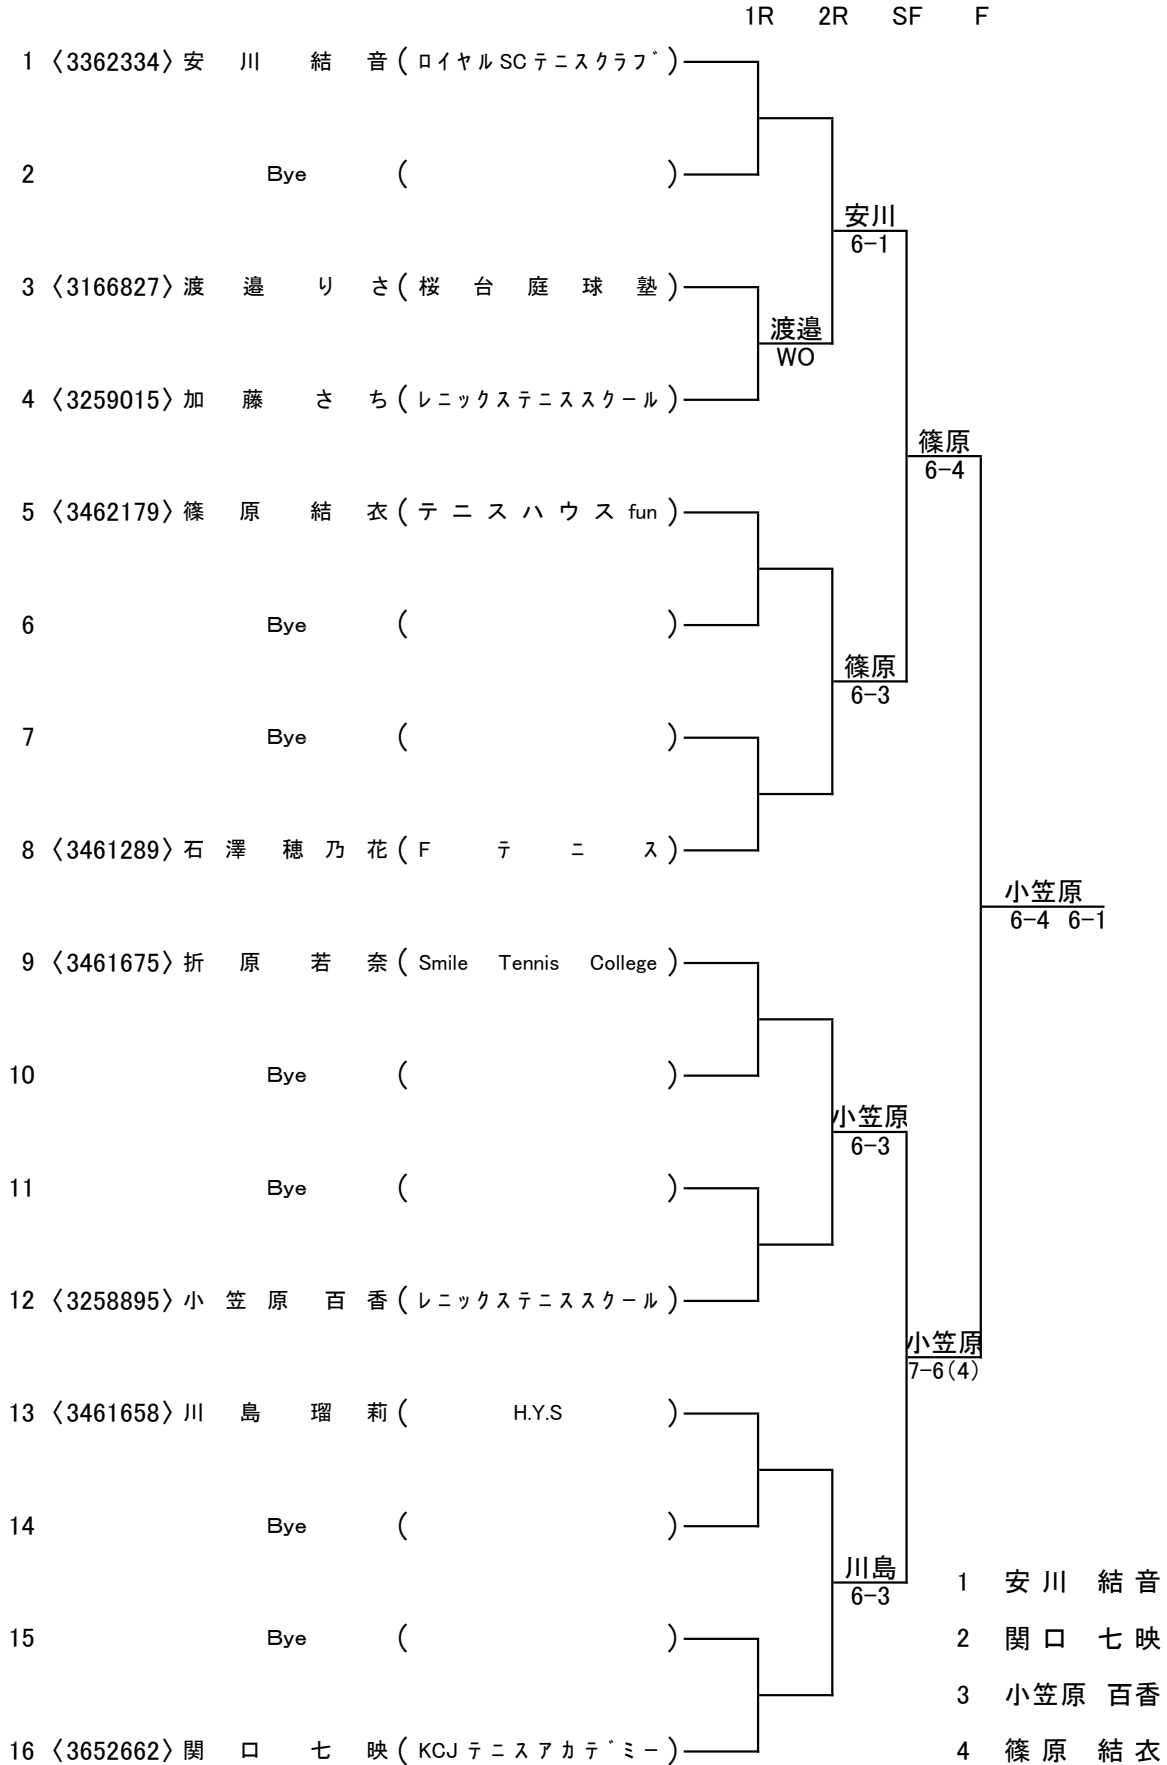 1R 2R SF F
1 〈3362334〉 安川 結音 (ロイヤルSCテニスクラブ)
2 Bye ( )
安川
6-1
3 〈3166827〉 渡邉 りさ (桜台庭球塾)
渡邉
WO
4 〈3259015〉 加藤 さち (レニックステニススクール)
篠原
6-4
5 〈3462179〉 篠原 結衣 (テニスハウスfun)
6 Bye ( )
篠原
6-3
7 Bye ( )
8 〈3461289〉 石澤 穂乃花 (Fテニス)
小笠原
6-4 6-1
9 〈3461675〉 折原 若奈 (Smile Tennis College)
10 Bye ( )
小笠原
6-3
11 Bye ( )
12 〈3258895〉 小笠原 百香 (レニックステニススクール)
小笠原
7-6(4)
13 〈3461658〉 川島 瑠莉 (H.Y.S)
14 Bye ( )
川島
6-3
1 安川 結音
15 Bye ( )
2 関口 七映
3 小笠原 百香
16 〈3652662〉 関口 七映 (KCJテニスアカデミー)
4 篠原 結衣